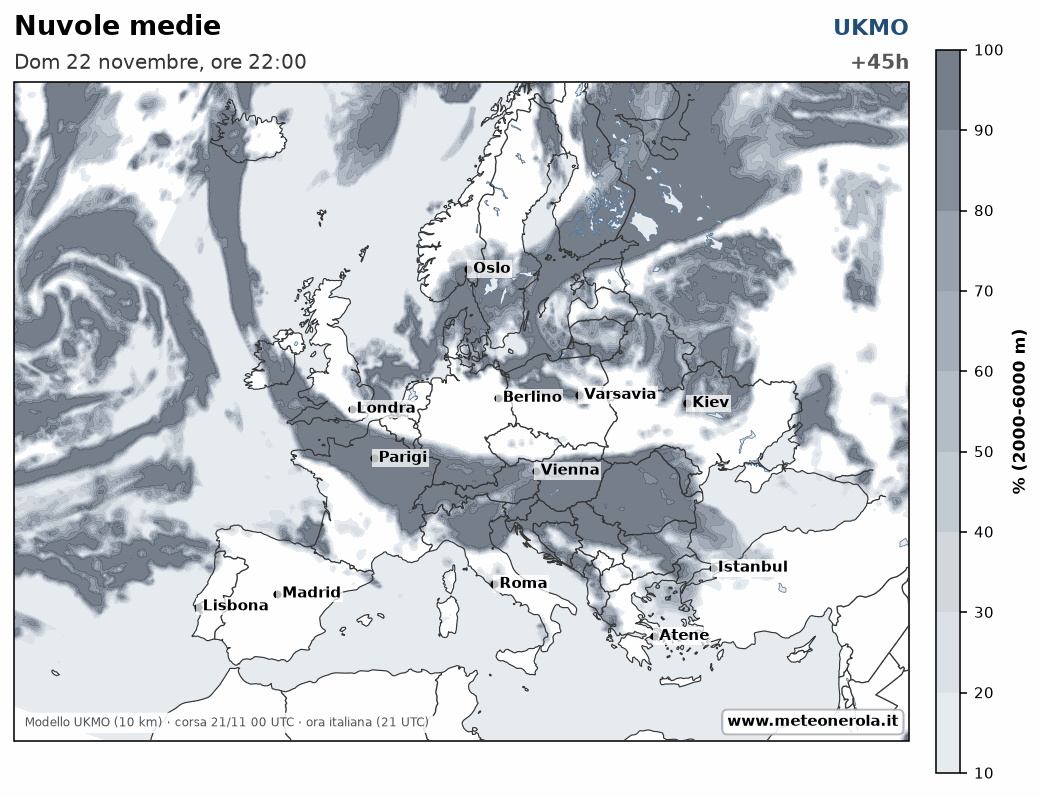 Nuvole medie
UKMO
Dom 22 novembre, ore 22:00
+45h
100
90
80
70
60
50
40
30
20
10
% (2000-6000 m)
Oslo
Londra
Berlino
Varsavia
Kiev
Parigi
Vienna
Istanbul
Roma
Madrid
Lisbona
Atene
Modello UKMO (10 km) · corsa 21/11 00 UTC · ora italiana (21 UTC)
www.meteonerola.it